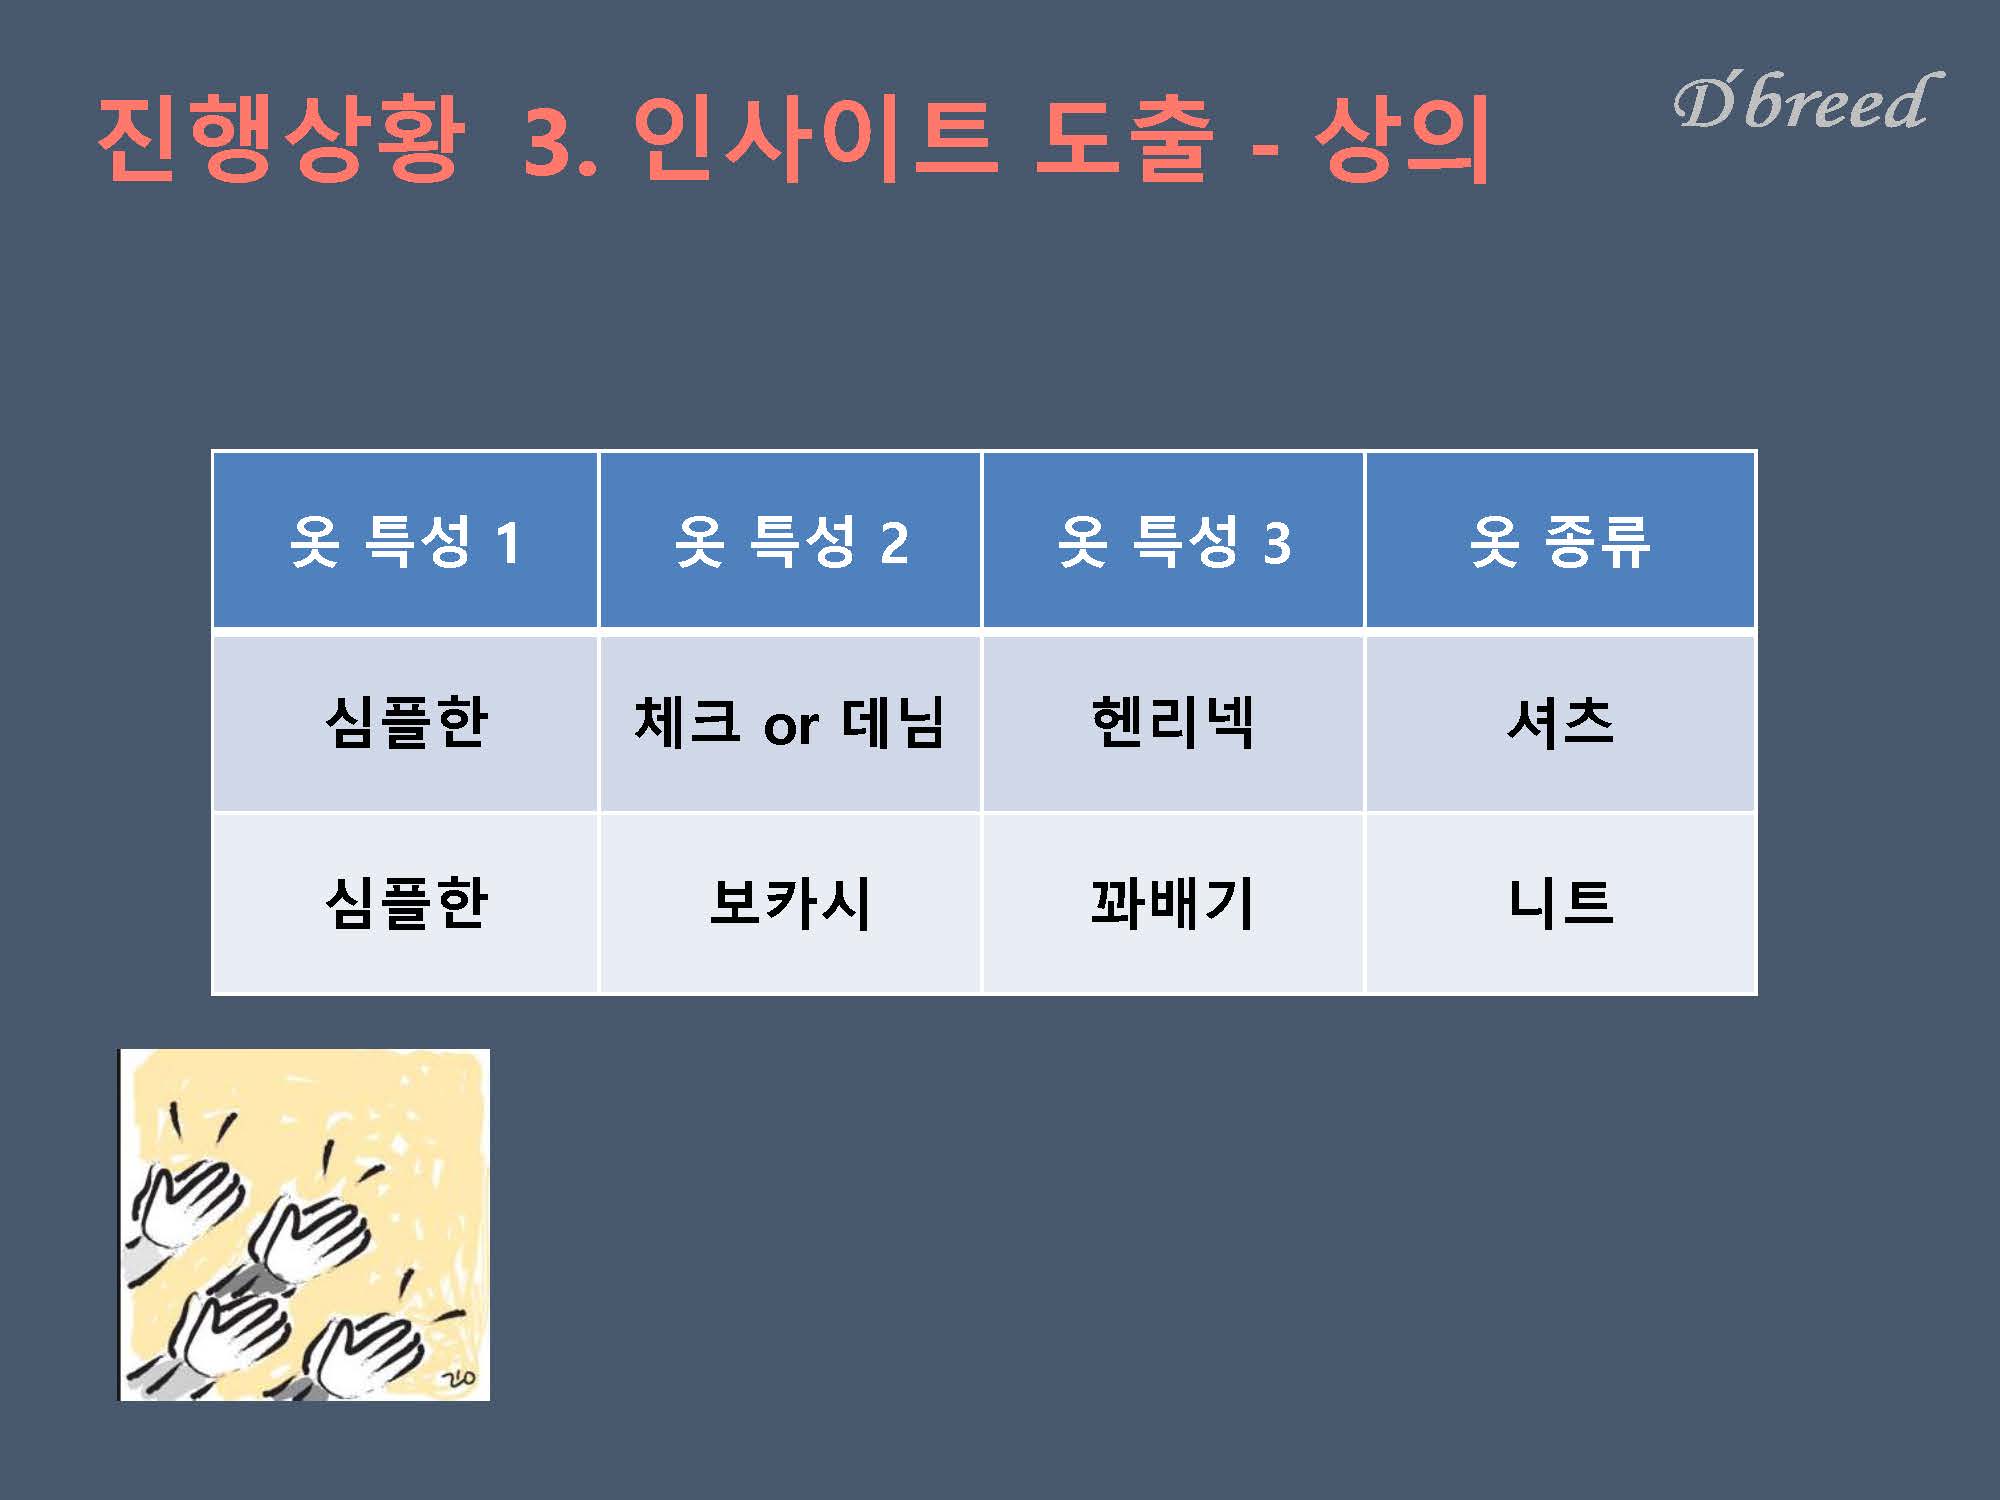 진행상황 3. 인사이트 도출 - 상의
D´breed
옷 특성 1 옷 특성 2 옷 특성 3 옷 종류
심플한 체크 or 데님 헨리넥 셔츠
심플한 보카시 꽈배기 니트